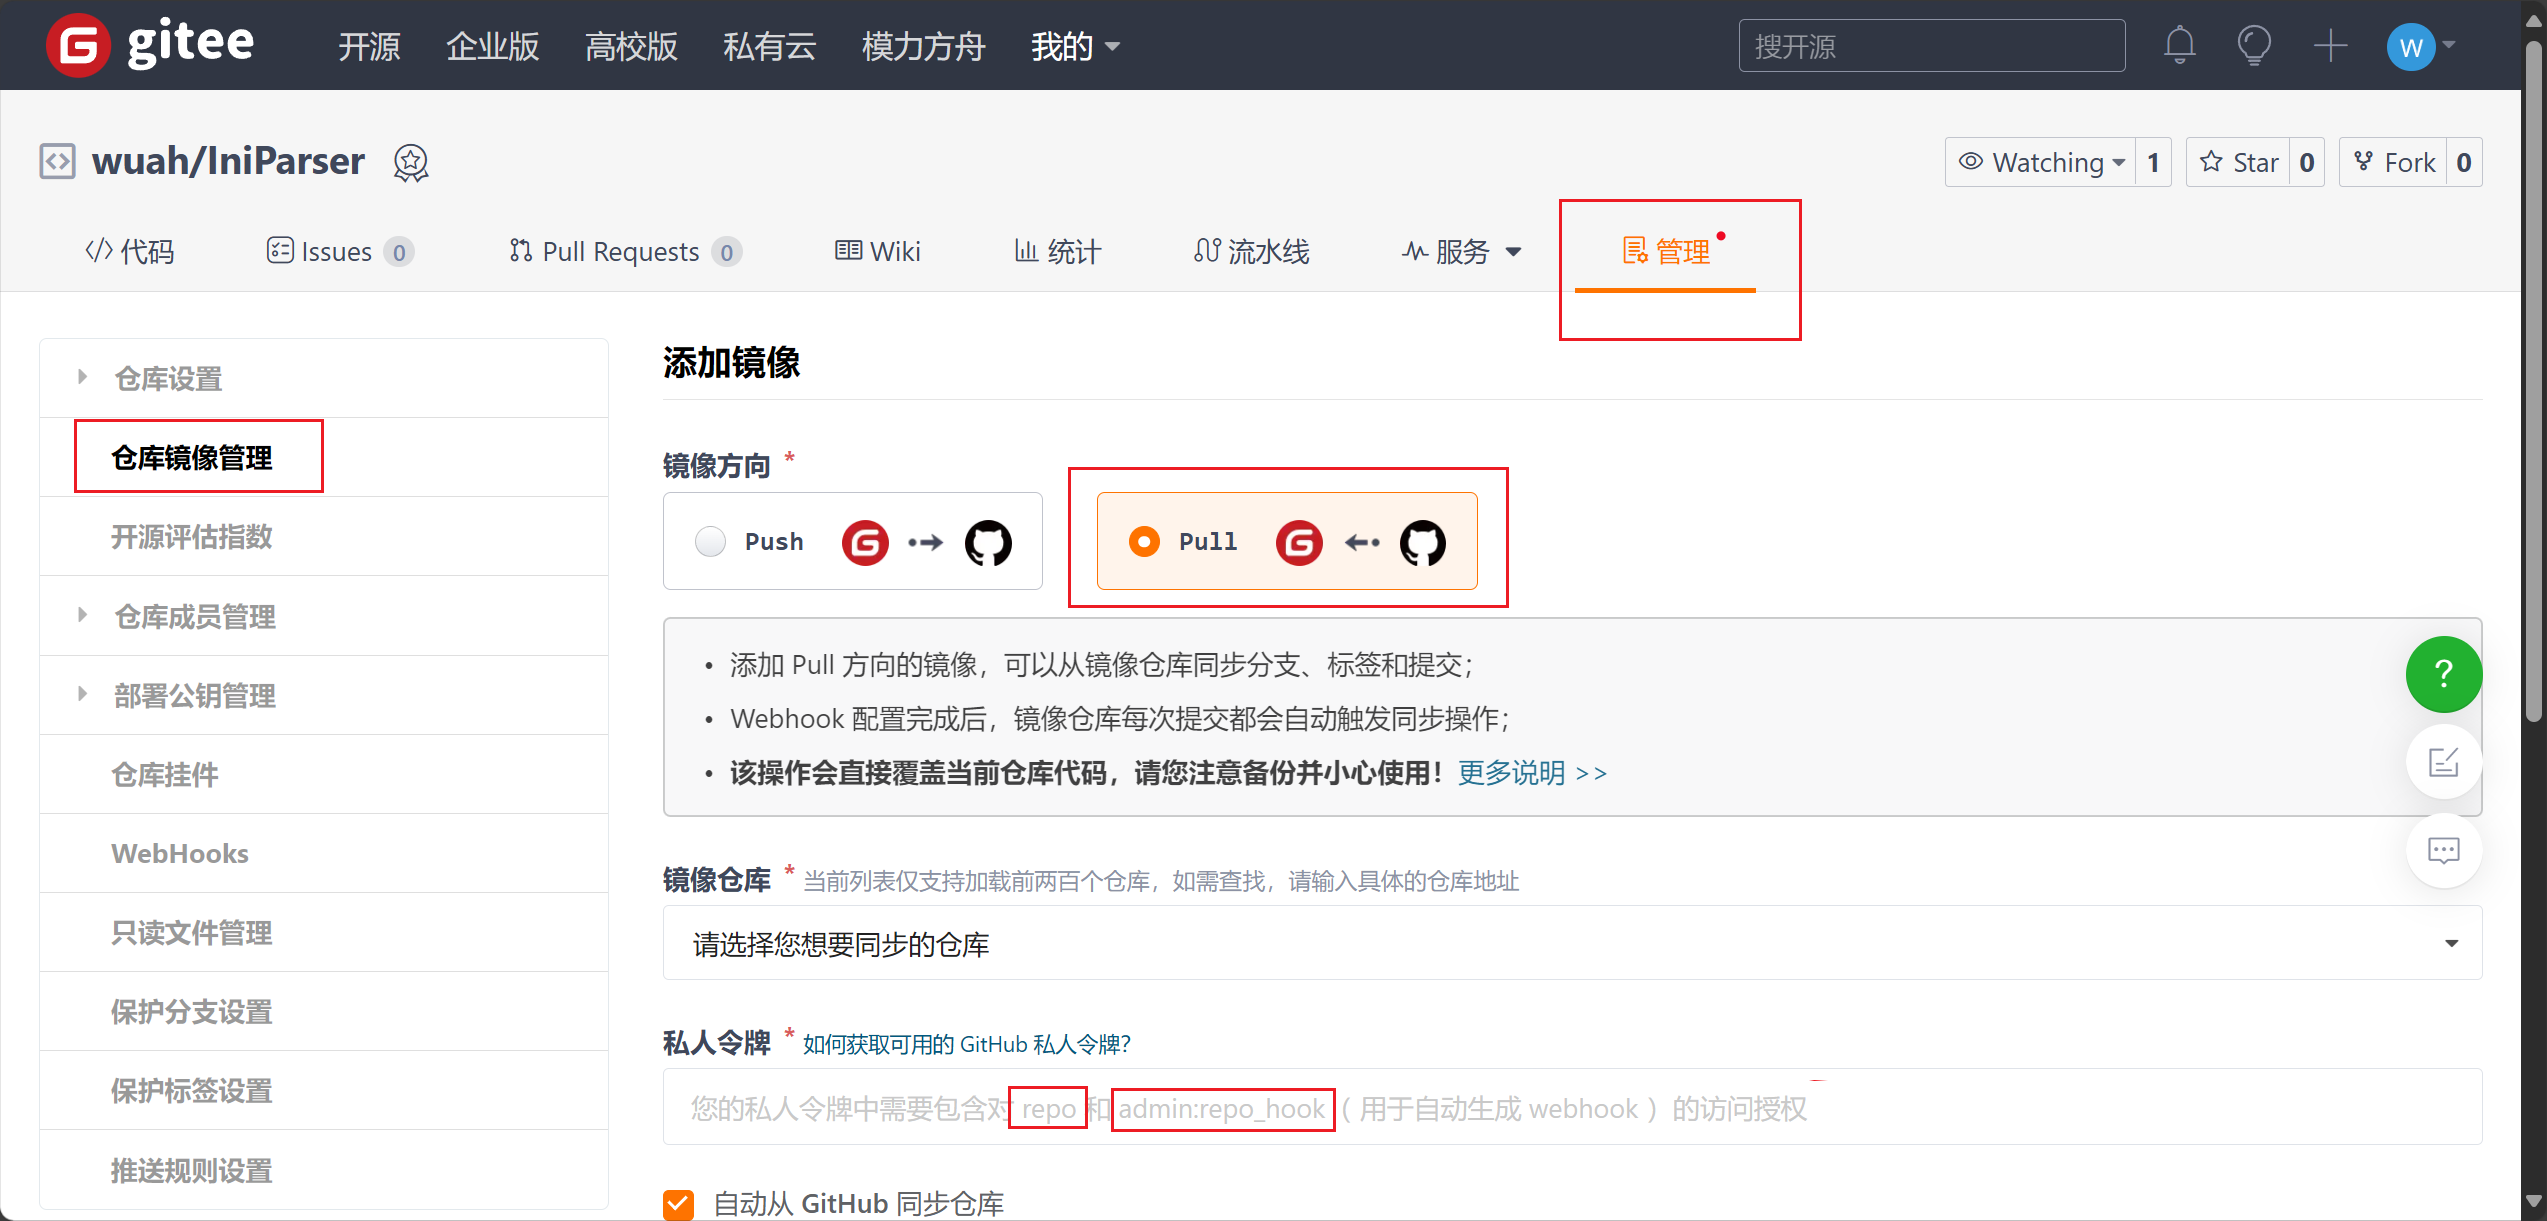 gitee 开源 企业版 高校版 私有云 模力方舟 我的 搜开源 W
wuah/IniParser Watching 1 Star 0 Fork 0
代码 Issues 0 Pull Requests 0 Wiki 统计 流水线 服务 管理
仓库设置
仓库镜像管理
开源评估指数
仓库成员管理
部署公钥管理
仓库挂件
WebHooks
只读文件管理
保护分支设置
保护标签设置
推送规则设置
添加镜像
镜像方向 *
Push Pull
• 添加 Pull 方向的镜像，可以从镜像仓库同步分支、标签和提交；
• Webhook 配置完成后，镜像仓库每次提交都会自动触发同步操作；
• 该操作会直接覆盖当前仓库代码，请您注意备份并小心使用！更多说明 >>
?
镜像仓库 * 当前列表仅支持加载前两百个仓库，如需查找，请输入具体的仓库地址
请选择您想要同步的仓库
私人令牌 * 如何获取可用的 GitHub 私人令牌？
您的私人令牌中需要包含对 repo 和 admin:repo_hook（ 用于自动生成 webhook ）的访问授权
自动从 GitHub 同步仓库